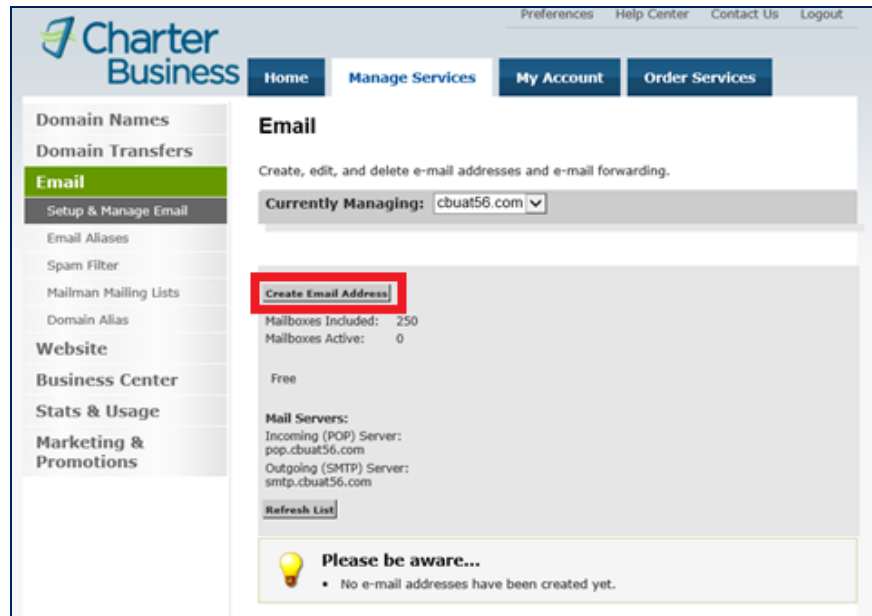 Preferences Help Center Contact Us Logout
Charter
Business
Home Manage Services My Account Order Services
Domain Names
Domain Transfers
Email
Setup & Manage Email
Email Aliases
Spam Filter
Mailman Mailing Lists
Domain Alias
Website
Business Center
Stats & Usage
Marketing &
Promotions
Email
Create, edit, and delete e-mail addresses and e-mail forwarding.
Currently Managing: cbuat56.com
Create Email Address
Mailboxes Included: 250
Mailboxes Active: 0
Free
Mail Servers:
Incoming (POP) Server:
pop.cbuat56.com
Outgoing (SMTP) Server:
smtp.cbuat56.com
Refresh List
Please be aware...
• No e-mail addresses have been created yet.